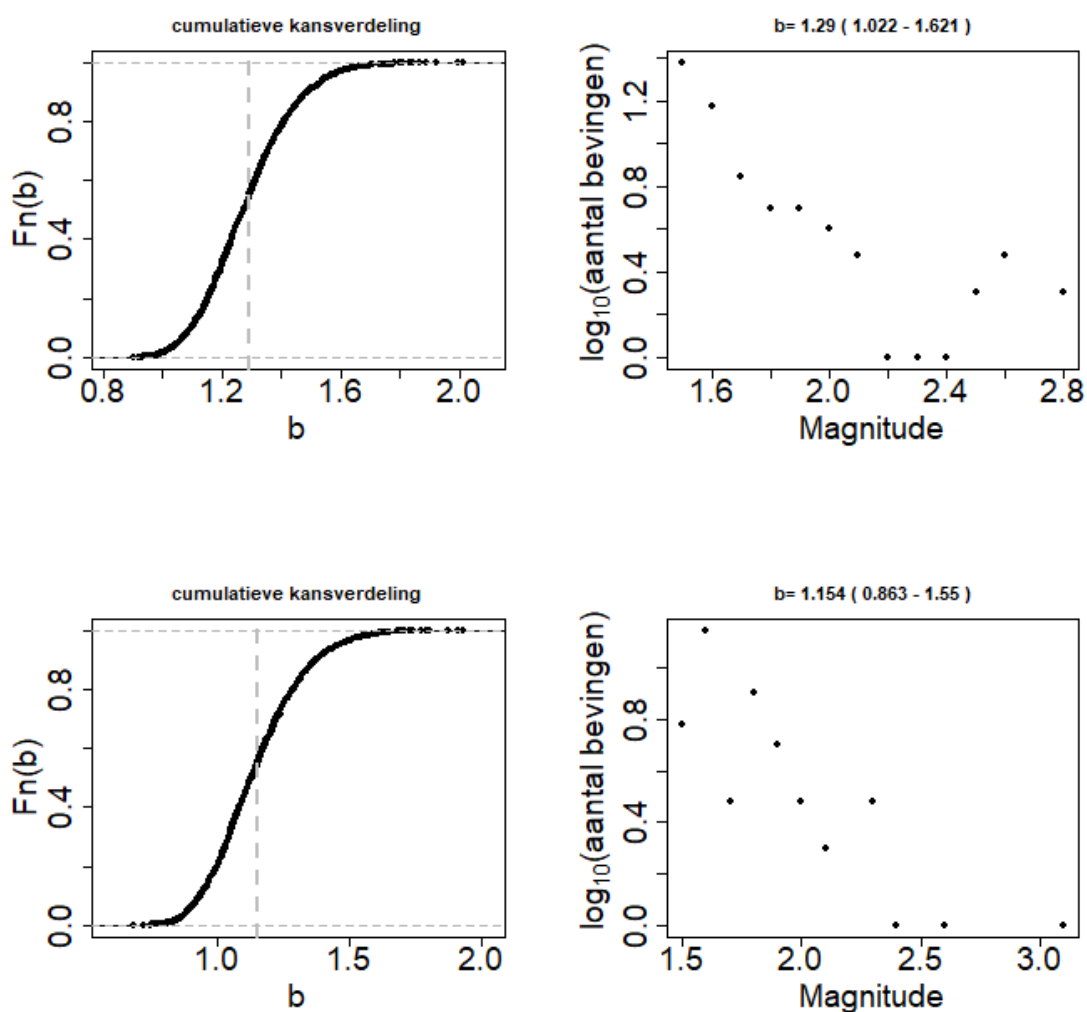 cumulatieve kansverdeling
Fn(b)
0.0 0.4 0.8
0.8 1.2 1.6 2.0
b
b= 1.29 ( 1.022 - 1.621 )
log₁₀(aantal bevingen)
0.0 0.4 0.8 1.2
1.6 2.0 2.4 2.8
Magnitude
cumulatieve kansverdeling
Fn(b)
0.0 0.4 0.8
1.0 1.5 2.0
b
b= 1.154 ( 0.863 - 1.55 )
log₁₀(aantal bevingen)
0.0 0.4 0.8
1.5 2.0 2.5 3.0
Magnitude